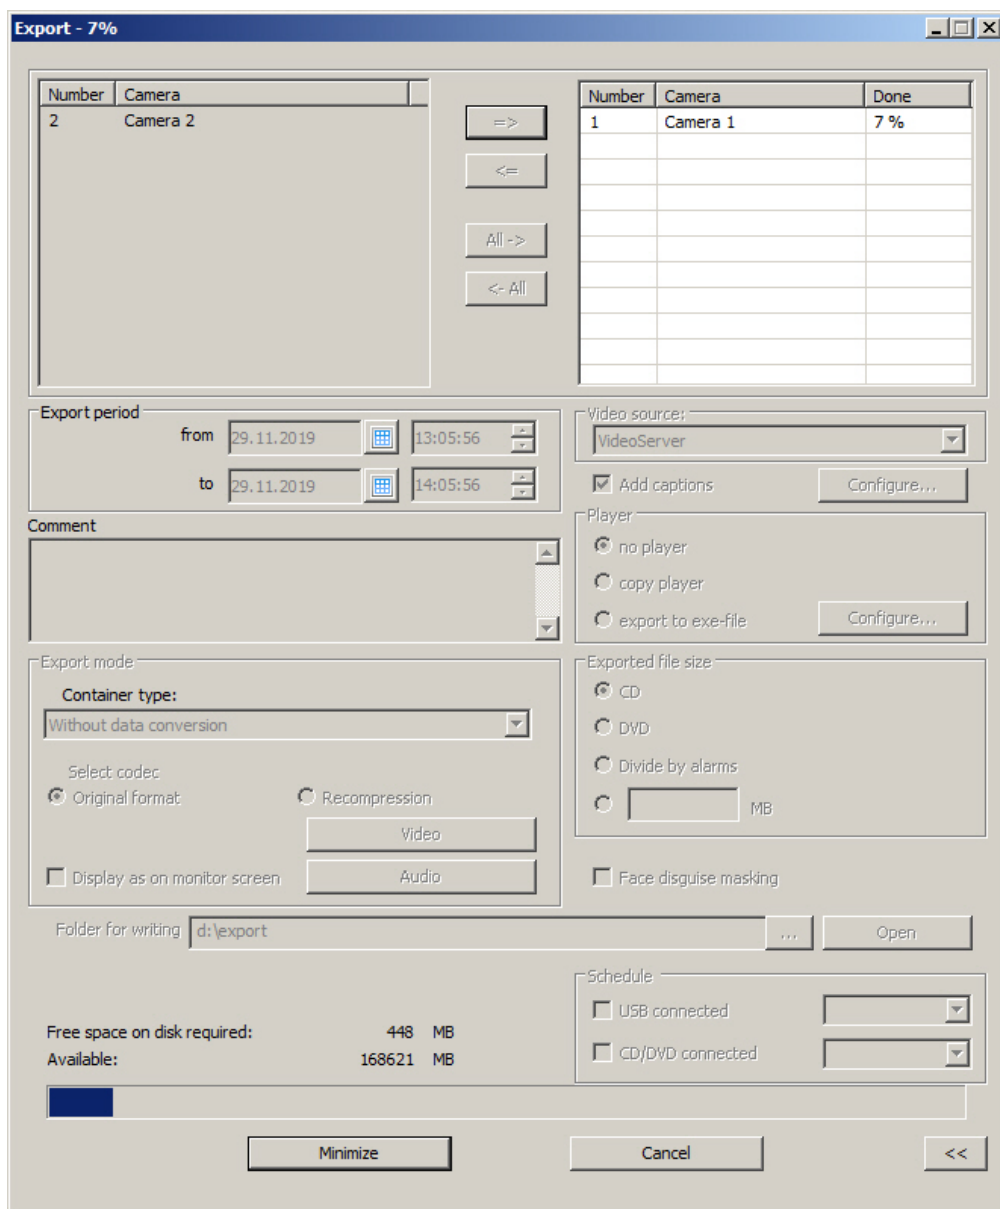 Export - 7%
Number Camera
2 Camera 2
=>
<=
All ->
<- All
Number Camera Done
1 Camera 1 7 %
Export period
from 29.11.2019 13:05:56
to 29.11.2019 14:05:56
Video source:
VideoServer
Add captions Configure...
Comment
Player
no player
copy player
export to exe-file Configure...
Export mode
Container type:
Without data conversion
Select codec
Original format Recompression
Video
Display as on monitor screen Audio
Exported file size
CD
DVD
Divide by alarms
MB
Face disguise masking
Folder for writing d:\export ... Open
Free space on disk required: 448 MB
Available: 168621 MB
Schedule
USB connected
CD/DVD connected
Minimize Cancel <<